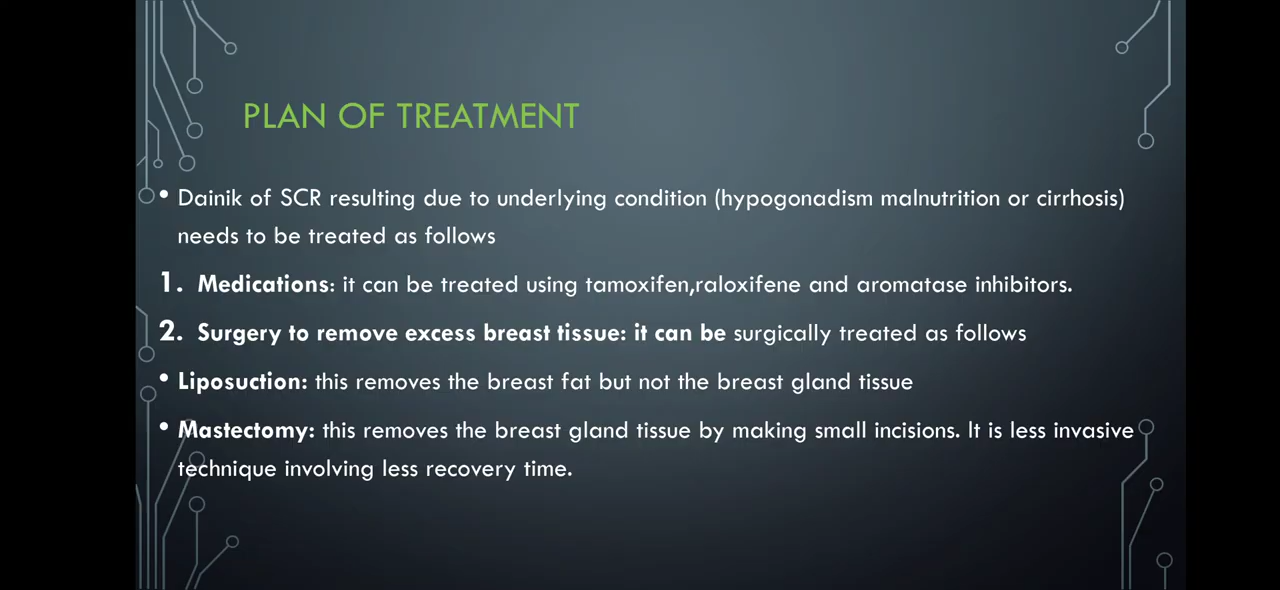 PLAN OF TREATMENT
• Dainik of SCR resulting due to underlying condition (hypogonadism malnutrition or cirrhosis)
needs to be treated as follows
1. Medications: it can be treated using tamoxifen,raloxifene and aromatase inhibitors.
2. Surgery to remove excess breast tissue: it can be surgically treated as follows
• Liposuction: this removes the breast fat but not the breast gland tissue
• Mastectomy: this removes the breast gland tissue by making small incisions. It is less invasive
technique involving less recovery time.